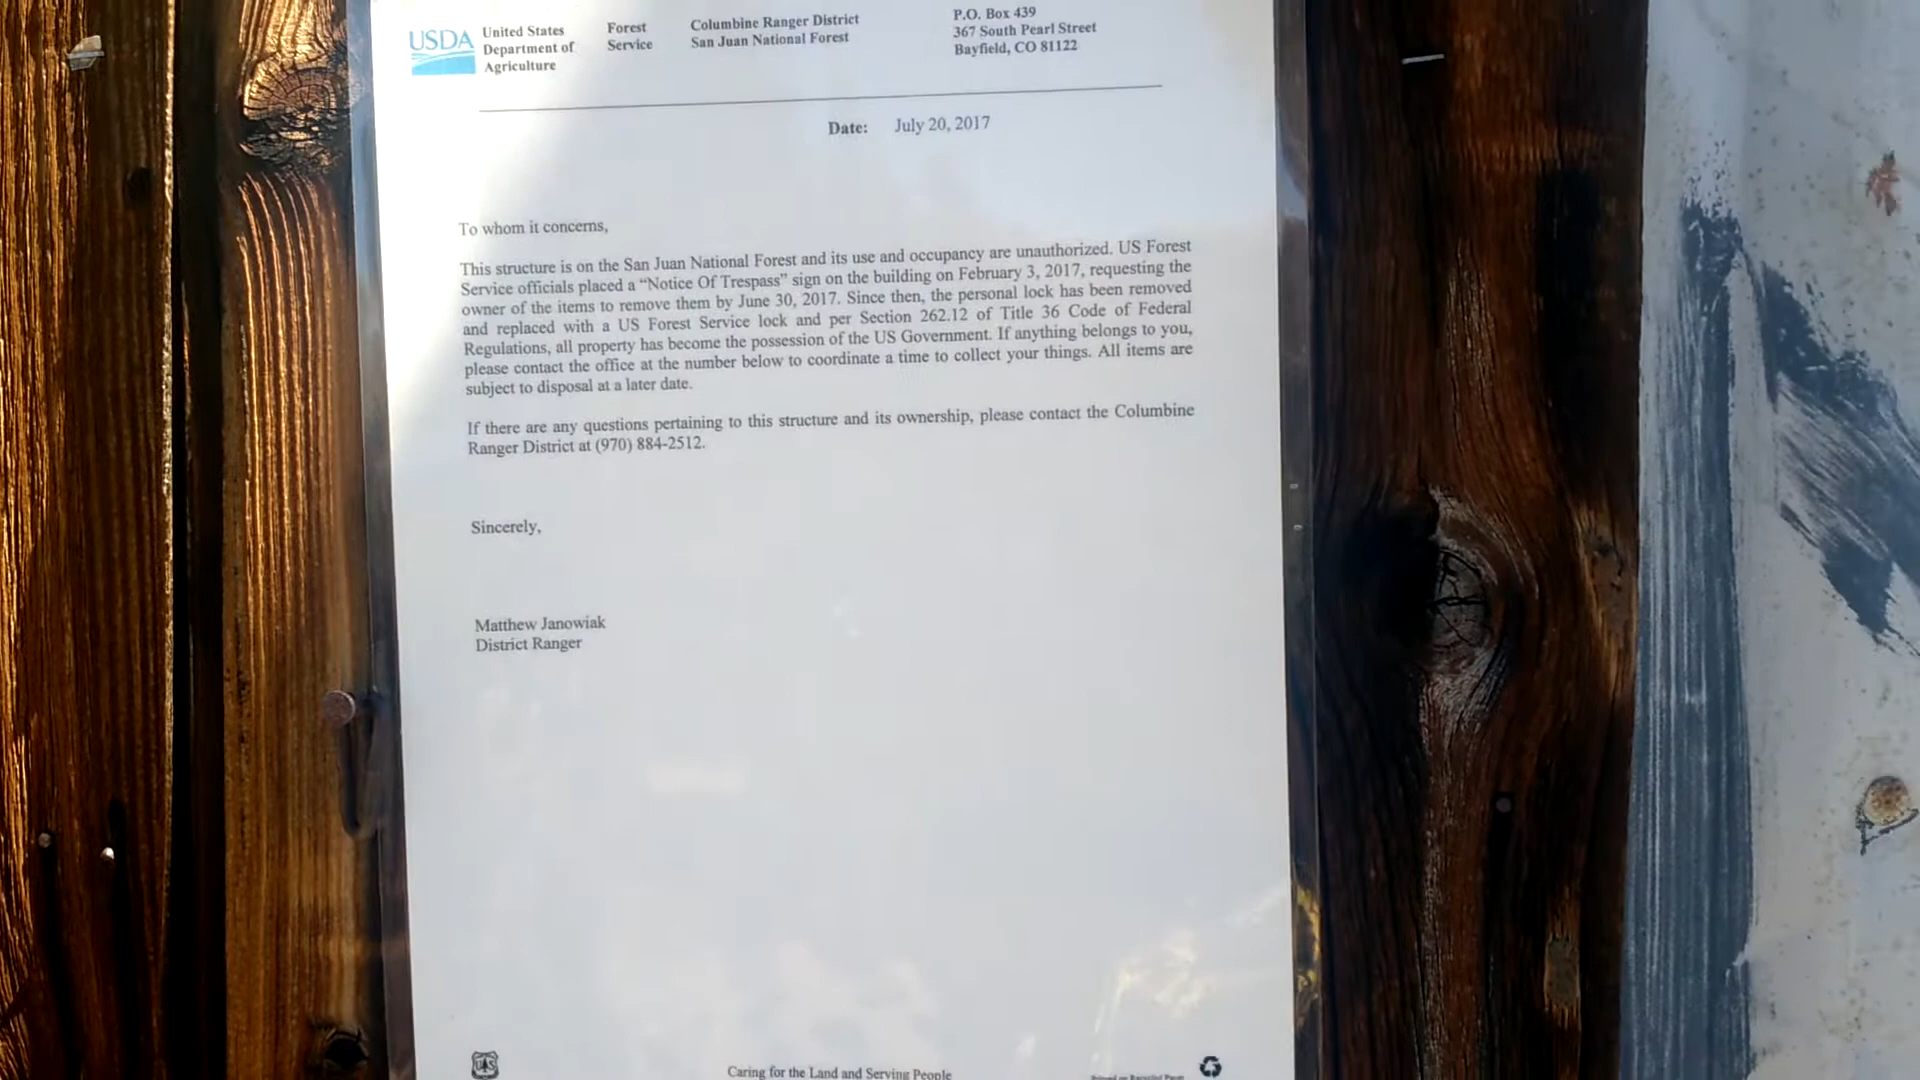 USDA
United States
Department of
Agriculture
Forest
Service
Columbine Ranger District
San Juan National Forest
P.O. Box 439
367 South Pearl Street
Bayfield, CO 81122
Date: July 20, 2017
To whom it concerns,
This structure is on the San Juan National Forest and its use and occupancy are unauthorized. US Forest
Service officials placed a “Notice Of Trespass” sign on the building on February 3, 2017, requesting the
owner of the items to remove them by June 30, 2017. Since then, the personal lock has been removed
and replaced with a US Forest Service lock and per Section 262.12 of Title 36 Code of Federal
Regulations, all property has become the possession of the US Government. If anything belongs to you,
please contact the office at the number below to coordinate a time to collect your things. All items are
subject to disposal at a later date.
If there are any questions pertaining to this structure and its ownership, please contact the Columbine
Ranger District at (970) 884-2512.
Sincerely,
Matthew Janowiak
District Ranger
US
Caring for the Land and Serving People
Printed on Recycled Paper